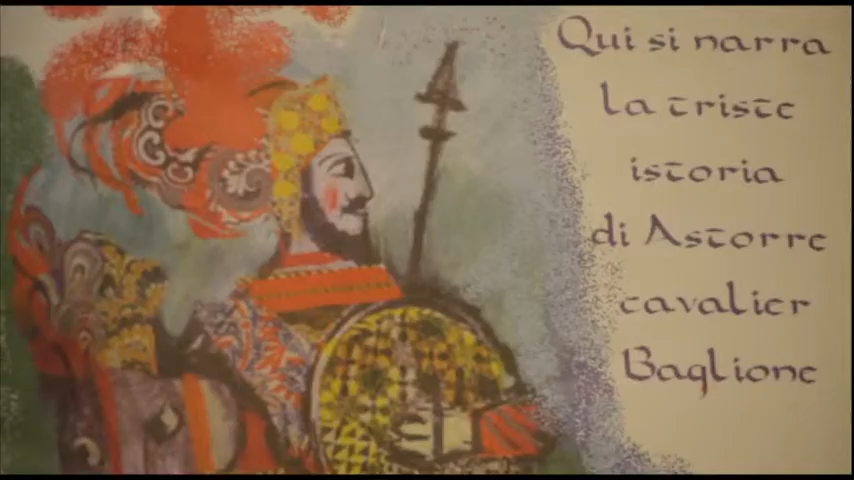 Qui si narra
la triste
istoria
di Astorre
cavalier
Baglione